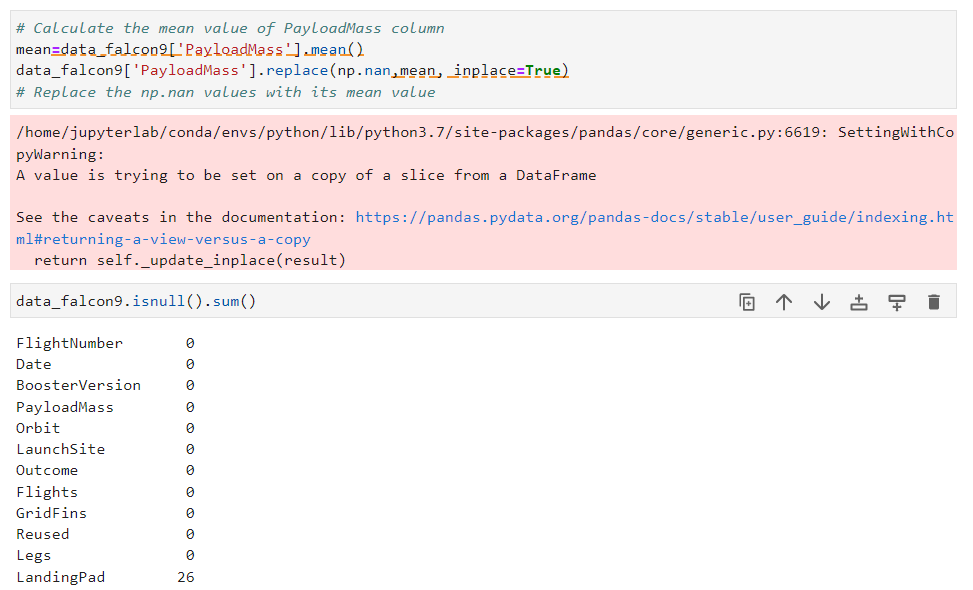 # Calculate the mean value of PayloadMass column
mean=data_falcon9['PayloadMass'].mean()
data_falcon9['PayloadMass'].replace(np.nan,mean, inplace=True)
# Replace the np.nan values with its mean value
/home/jupyterlab/conda/envs/python/lib/python3.7/site-packages/pandas/core/generic.py:6619: SettingWithCo
pyWarning:
A value is trying to be set on a copy of a slice from a DataFrame
See the caveats in the documentation: https://pandas.pydata.org/pandas-docs/stable/user_guide/indexing.ht
ml#returning-a-view-versus-a-copy
return self._update_inplace(result)
data_falcon9.isnull().sum()
FlightNumber 0
Date 0
BoosterVersion 0
PayloadMass 0
Orbit 0
LaunchSite 0
Outcome 0
Flights 0
GridFins 0
Reused 0
Legs 0
LandingPad 26